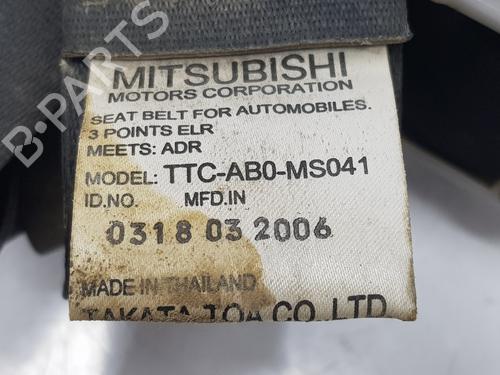 MITSUBISHI
MOTORS CORPORATION
SEAT BELT FOR AUTOMOBILES.
3 POINTS ELR
MEETS: ADR
MODEL: TTC-AB0-MS041
ID.NO. MFD.IN
0318 03 2006
MADE IN THAILAND
TAKATA TOA CO.,LTD.
B-PARTS